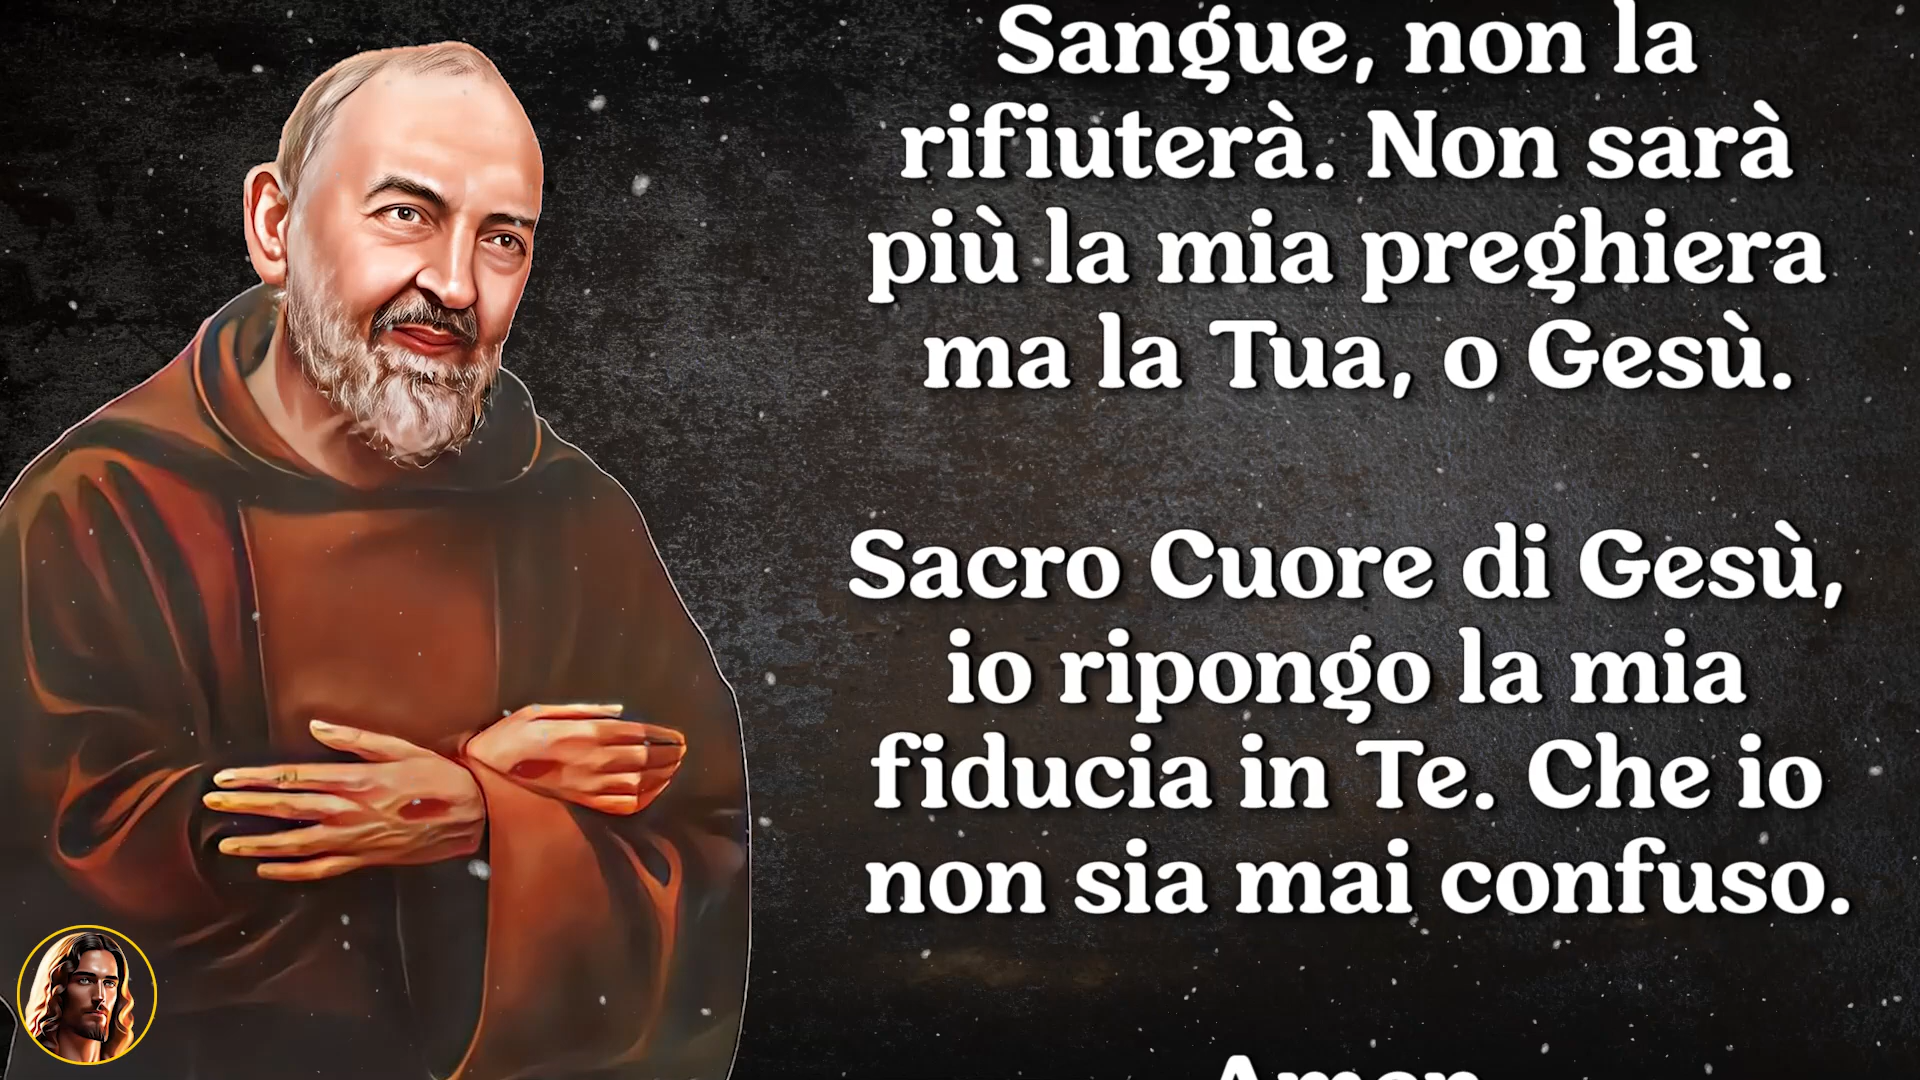 Sangue, non la
rifiuterà. Non sarà
più la mia preghiera
ma la Tua, o Gesù.
Sacro Cuore di Gesù,
io ripongo la mia
fiducia in Te. Che io
non sia mai confuso.
Amen